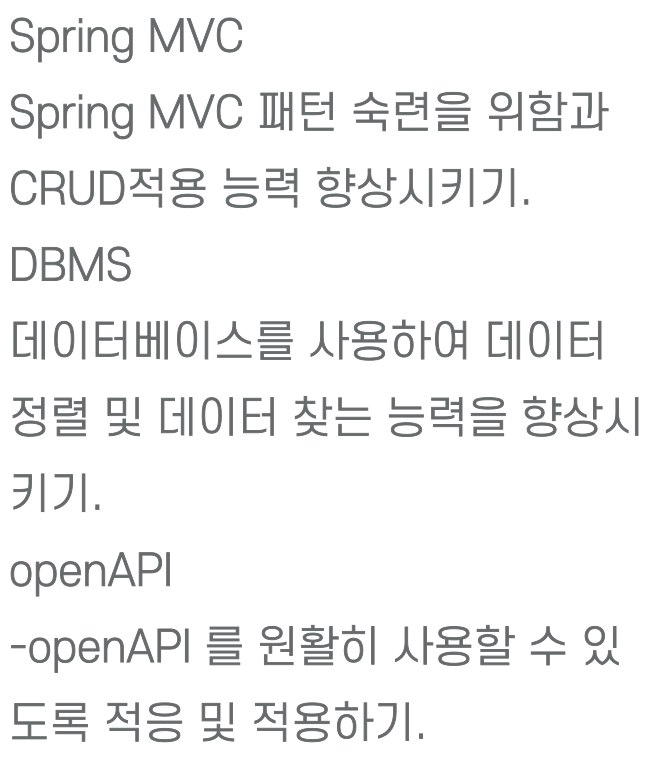 Spring MVC
Spring MVC 패턴 숙련을 위함과
CRUD적용 능력 향상시키기.
DBMS
데이터베이스를 사용하여 데이터
정렬 및 데이터 찾는 능력을 향상시
키기.
openAPI
-openAPI 를 원활히 사용할 수 있
도록 적응 및 적용하기.